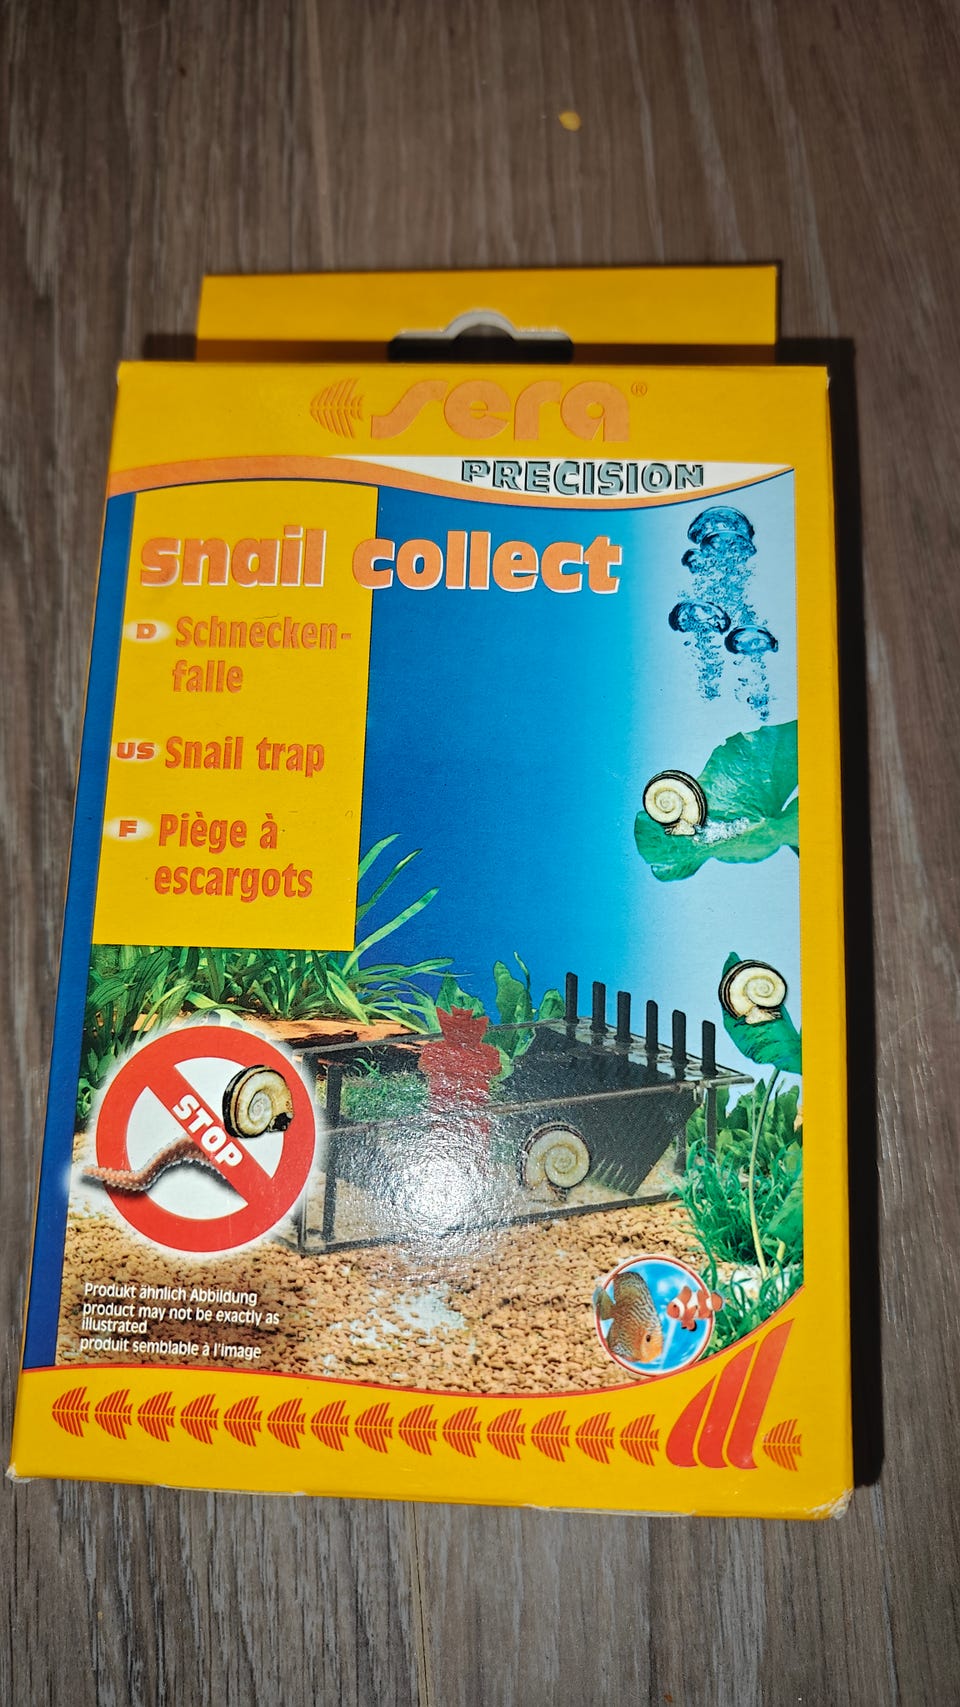 sera®
PRECISION
snail collect
D Schnecken-
falle
US Snail trap
F Piège à
escargots
STOP
Produkt ähnlich Abbildung
product may not be exactly as
illustrated
produit semblable à l'image